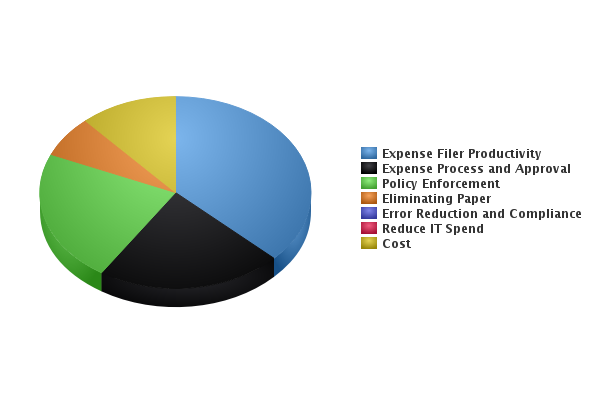 Expense Filer Productivity
Expense Process and Approval
Policy Enforcement
Eliminating Paper
Error Reduction and Compliance
Reduce IT Spend
Cost